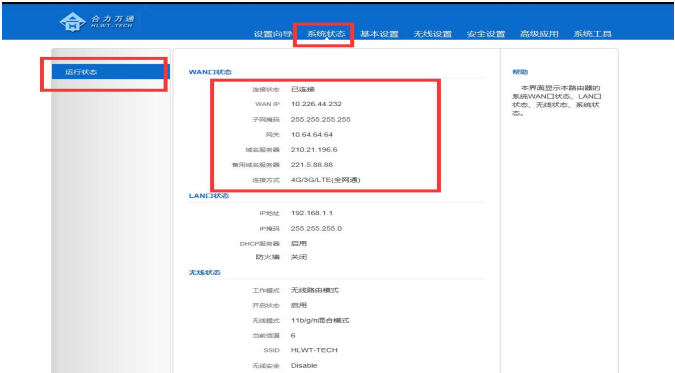 合力万通
HLWT-TECH
设置向导 系统状态 基本设置 无线设置 安全设置 高级应用 系统工具
运行状态
WAN口状态
连接状态 已连接
WAN IP 10.226.44.232
子网掩码 255.255.255.255
网关 10.64.64.64
域名服务器 210.21.196.6
备用域名服务器 221.5.88.88
连接方式 4G/3G/LTE(全网通)
LAN口状态
IP地址 192.168.1.1
IP掩码 255.255.255.0
DHCP服务器 启用
防火墙 关闭
无线状态
工作模式 无线路由模式
开启状态 启用
无线模式 11b/g/n混合模式
当前信道 6
SSID HLWT-TECH
无线安全 Disable
帮助
本界面显示本路由器的
系统WAN口状态、LAN口
状态、无线状态、系统状
态。